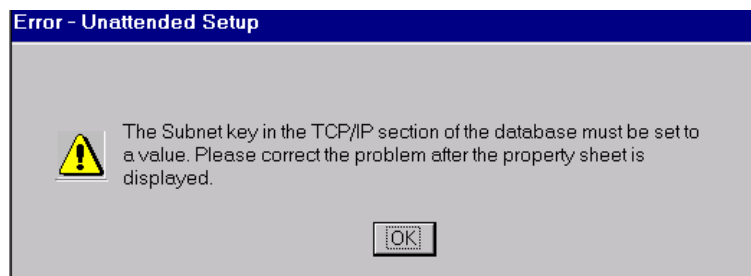 Error - Unattended Setup
The Subnet key in the TCP/IP section of the database must be set to
a value. Please correct the problem after the property sheet is
displayed.
OK